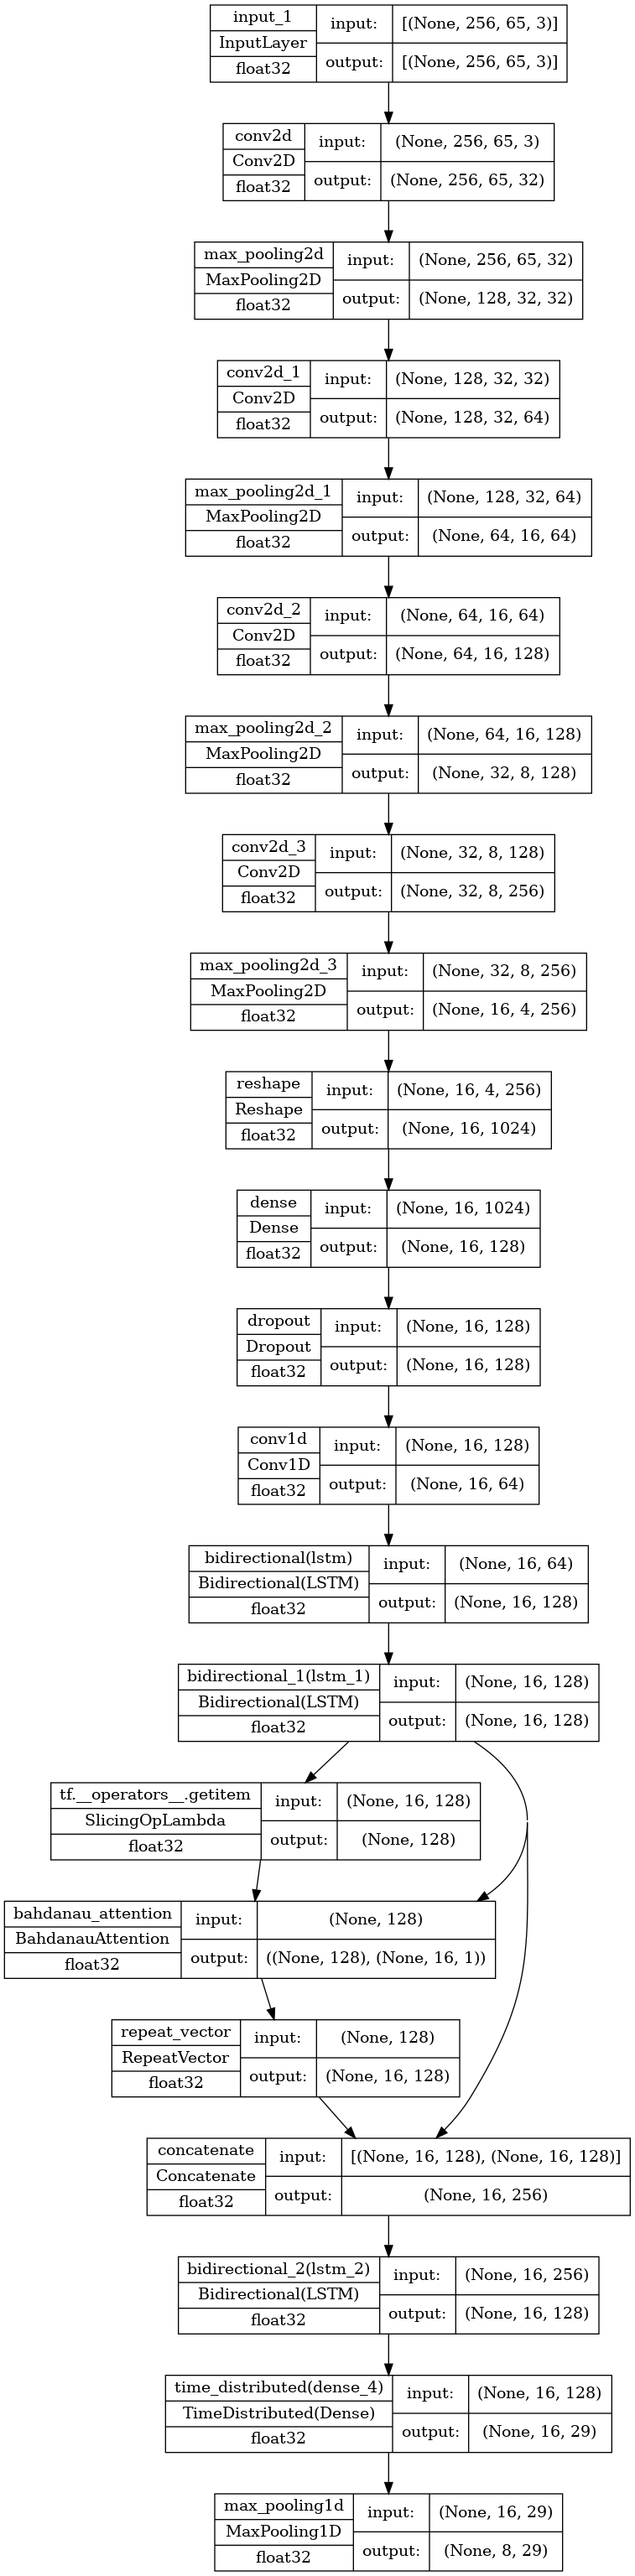 input_1
InputLayer
float32
input:
[(None, 256, 65, 3)]
output:
[(None, 256, 65, 3)]
conv2d
Conv2D
float32
input:
(None, 256, 65, 3)
output:
(None, 256, 65, 32)
max_pooling2d
MaxPooling2D
float32
input:
(None, 256, 65, 32)
output:
(None, 128, 32, 32)
conv2d_1
Conv2D
float32
input:
(None, 128, 32, 32)
output:
(None, 128, 32, 64)
max_pooling2d_1
MaxPooling2D
float32
input:
(None, 128, 32, 64)
output:
(None, 64, 16, 64)
conv2d_2
Conv2D
float32
input:
(None, 64, 16, 64)
output:
(None, 64, 16, 128)
max_pooling2d_2
MaxPooling2D
float32
input:
(None, 64, 16, 128)
output:
(None, 32, 8, 128)
conv2d_3
Conv2D
float32
input:
(None, 32, 8, 128)
output:
(None, 32, 8, 256)
max_pooling2d_3
MaxPooling2D
float32
input:
(None, 32, 8, 256)
output:
(None, 16, 4, 256)
reshape
Reshape
float32
input:
(None, 16, 4, 256)
output:
(None, 16, 1024)
dense
Dense
float32
input:
(None, 16, 1024)
output:
(None, 16, 128)
dropout
Dropout
float32
input:
(None, 16, 128)
output:
(None, 16, 128)
conv1d
Conv1D
float32
input:
(None, 16, 128)
output:
(None, 16, 64)
bidirectional(lstm)
Bidirectional(LSTM)
float32
input:
(None, 16, 64)
output:
(None, 16, 128)
bidirectional_1(lstm_1)
Bidirectional(LSTM)
float32
input:
(None, 16, 128)
output:
(None, 16, 128)
tf.__operators__.getitem
SlicingOpLambda
float32
input:
(None, 16, 128)
output:
(None, 128)
bahdanau_attention
BahdanauAttention
float32
input:
(None, 128)
output:
((None, 128), (None, 16, 1))
repeat_vector
RepeatVector
float32
input:
(None, 128)
output:
(None, 16, 128)
concatenate
Concatenate
float32
input:
[(None, 16, 128), (None, 16, 128)]
output:
(None, 16, 256)
bidirectional_2(lstm_2)
Bidirectional(LSTM)
float32
input:
(None, 16, 256)
output:
(None, 16, 128)
time_distributed(dense_4)
TimeDistributed(Dense)
float32
input:
(None, 16, 128)
output:
(None, 16, 29)
max_pooling1d
MaxPooling1D
float32
input:
(None, 16, 29)
output:
(None, 8, 29)